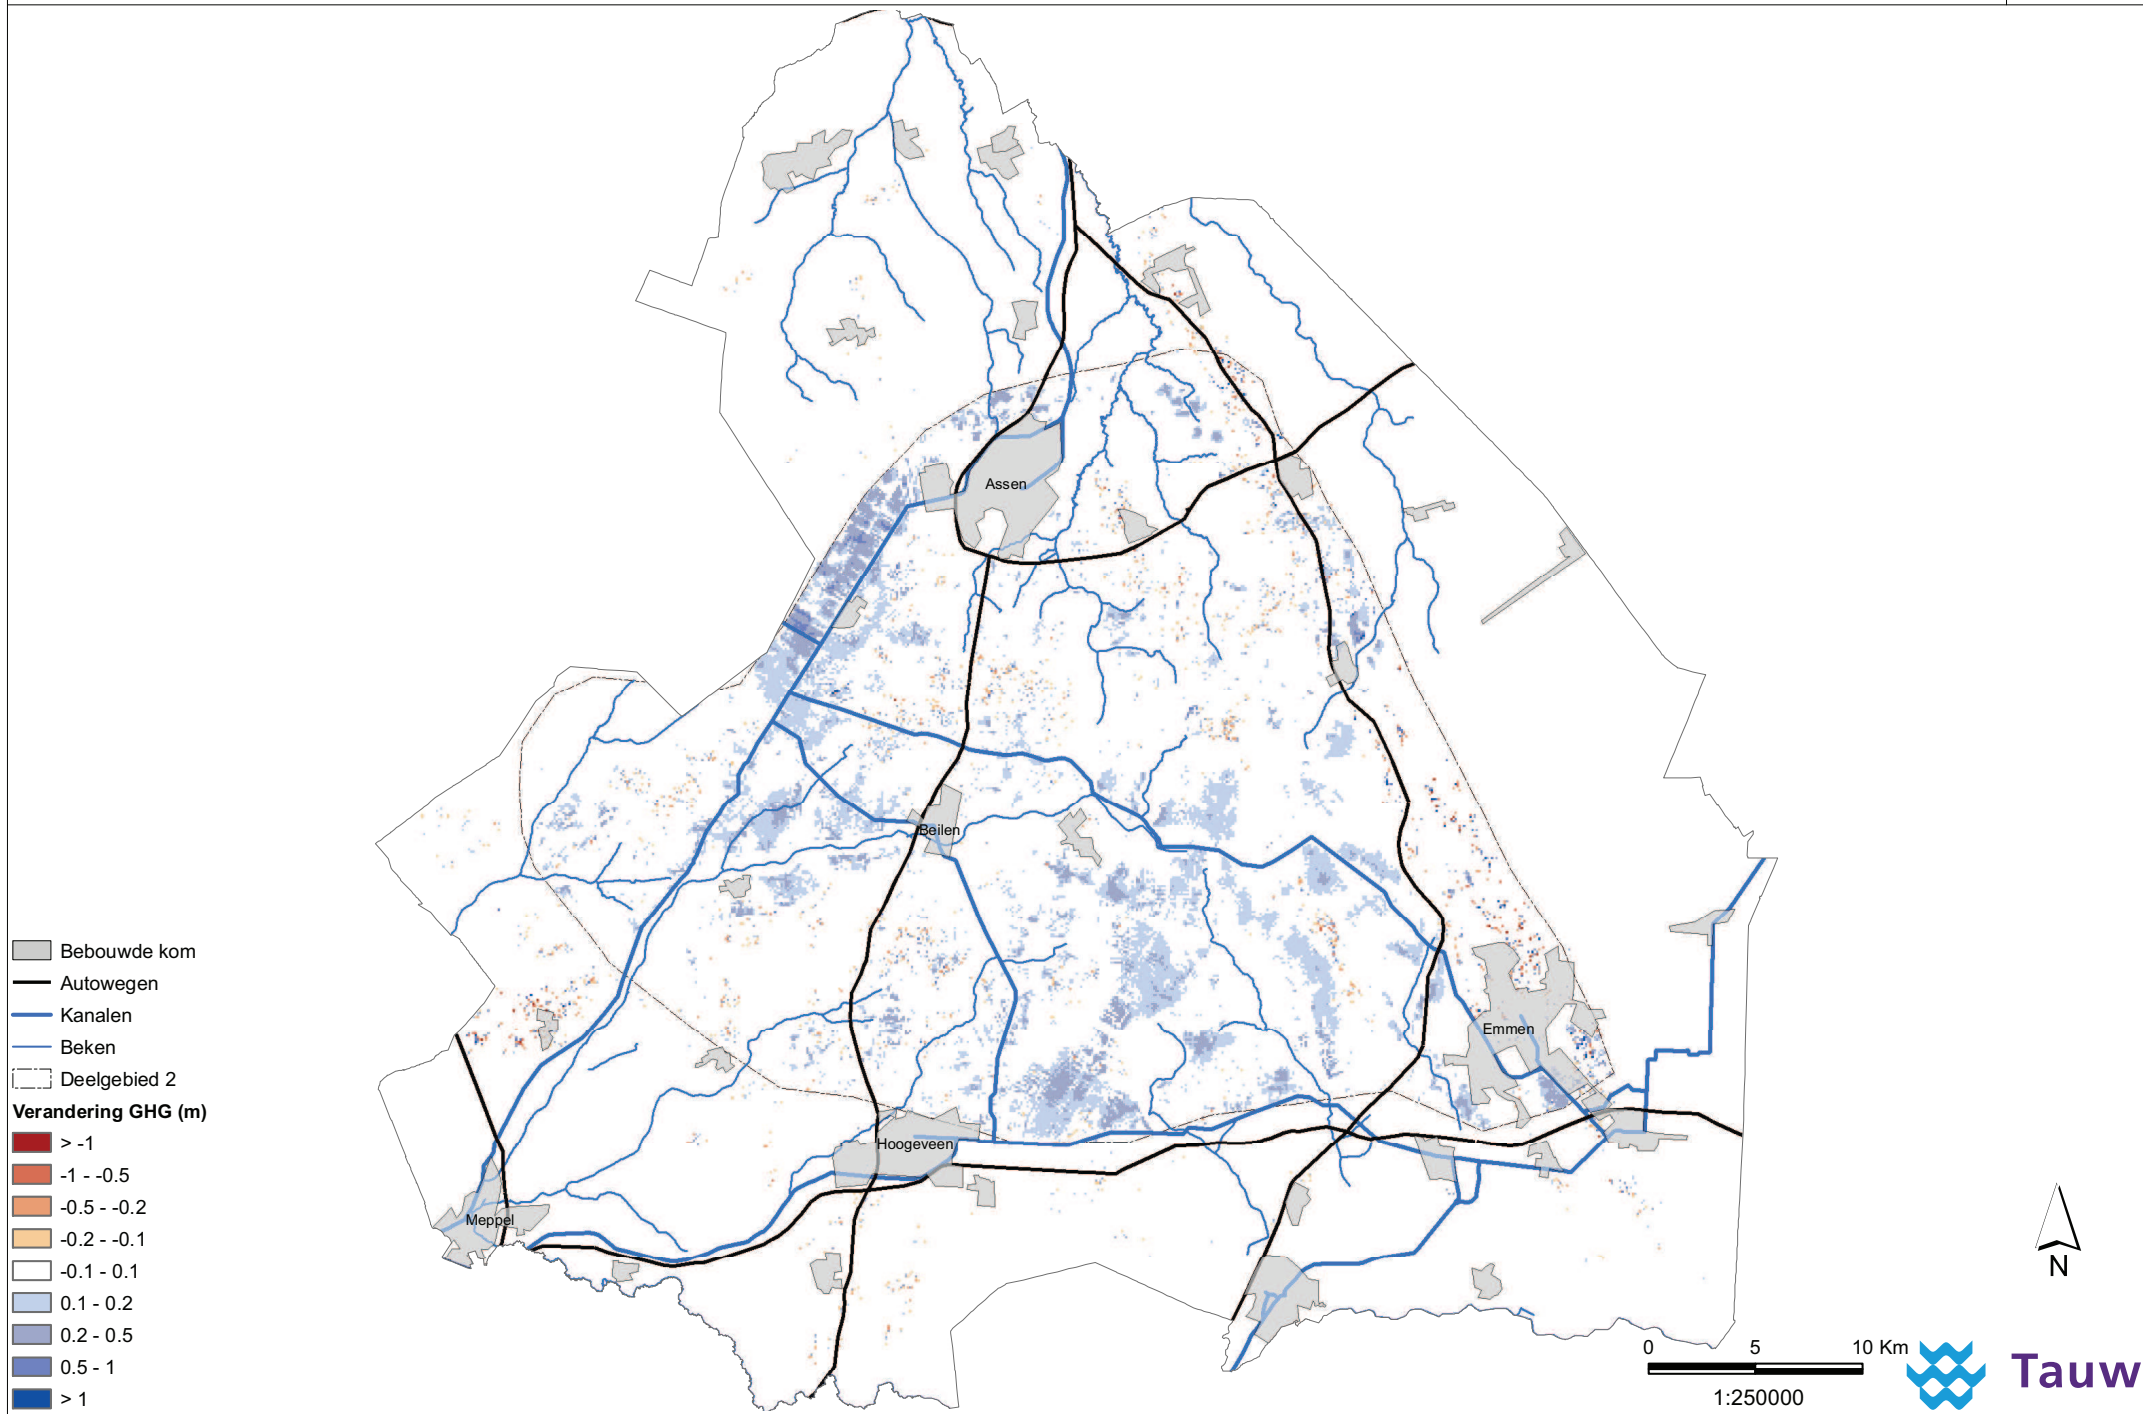 Assen
Beilen
Emmen
Hoogeveen
Meppel
Bebouwde kom
Autowegen
Kanalen
Beken
Deelgebied 2
Verandering GHG (m)
> -1
-1 - -0.5
-0.5 - -0.2
-0.2 - -0.1
-0.1 - 0.1
0.1 - 0.2
0.2 - 0.5
0.5 - 1
> 1
N
0 5 10 Km
1:250000
Tauw